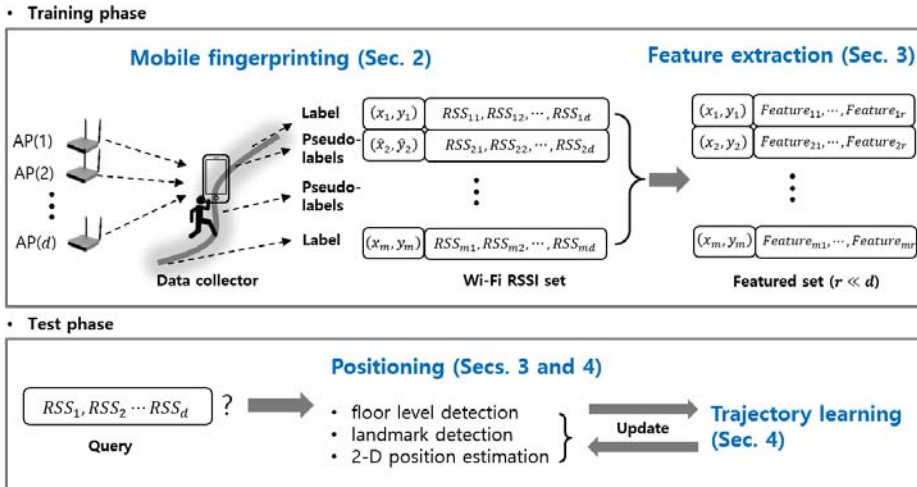 • Training phase
Mobile fingerprinting (Sec. 2)
Feature extraction (Sec. 3)
AP(1)
AP(2)
⋮
AP(d)
Data collector
Label
Pseudo-
labels
Pseudo-
labels
Label
(x₁, y₁) RSS₁₁, RSS₁₂, ⋯, RSS₁d
(x̂₂, ŷ₂) RSS₂₁, RSS₂₂, ⋯, RSS₂d
⋮
(xₘ, yₘ) RSSₘ₁, RSSₘ₂, ⋯, RSSₘd
Wi-Fi RSSI set
(x₁, y₁) Feature₁₁, ⋯, Feature₁ᵣ
(x₂, y₂) Feature₂₁, ⋯, Feature₂ᵣ
⋮
(xₘ, yₘ) Featureₘ₁, ⋯, Featureₘᵣ
Featured set (r ≪ d)
• Test phase
Positioning (Secs. 3 and 4)
RSS₁, RSS₂ ⋯ RSSd ?
Query
• floor level detection
• landmark detection
• 2-D position estimation
Update
Trajectory learning
(Sec. 4)